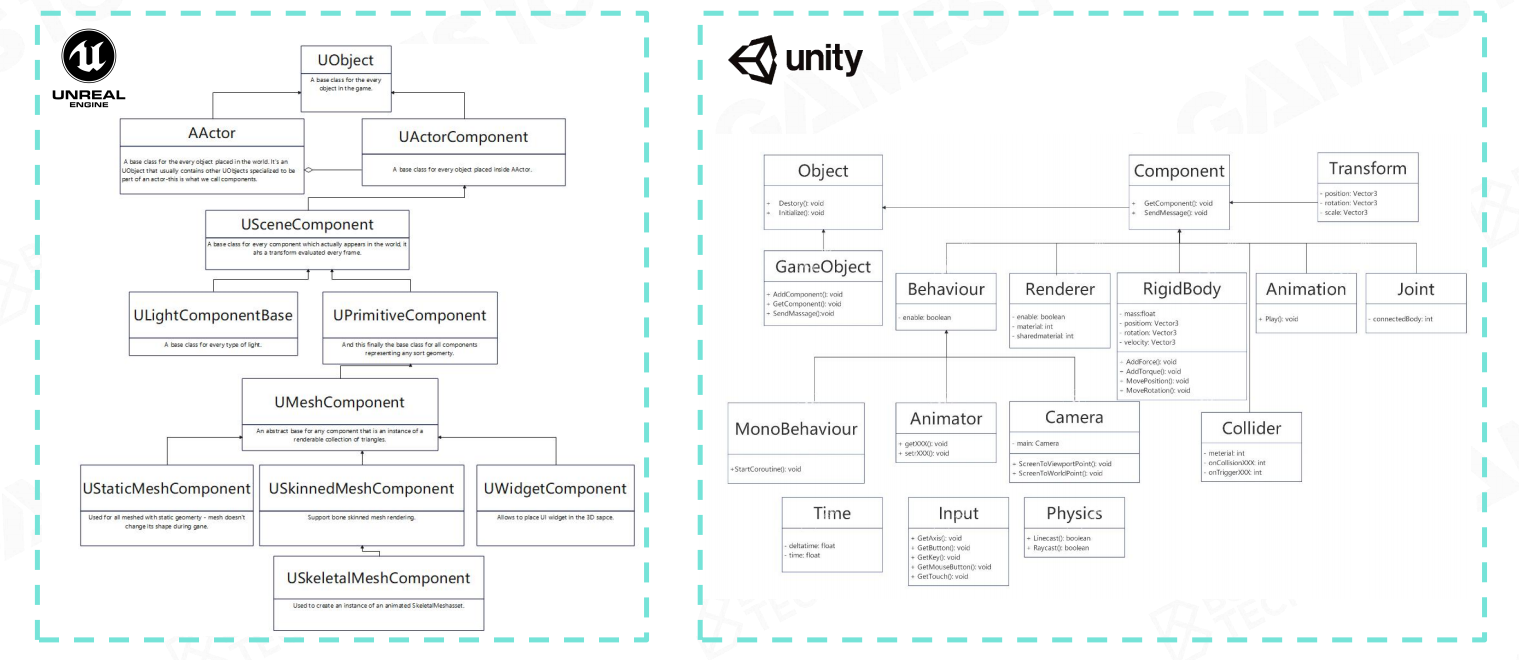 UNREAL
ENGINE
UObject
A base class for the every
object in the game.
AActor
A base class for the every object placed in the world. It's an
UObject that usually contains other UObjects specialized to be
part of an actor-this is what we call components.
UActorComponent
A base class for every object placed inside AActor.
USceneComponent
A base class for every component which actually appears in the world, it
ahs a transform evaluated every frame.
ULightComponentBase
A base class for every type of light.
UPrimitiveComponent
And this finally the base class for all components
representing any sort geomerty.
UMeshComponent
An abstract base for any component that is an instance of a
renderable collection of triangles.
UStaticMeshComponent
Used for all meshed with static geomerty - mesh doesn't
change its shape during gane.
USkinnedMeshComponent
Support bone skinned mesh rendering.
UWidgetComponent
Allows to place UI widget in the 3D sapce.
USkeletalMeshComponent
Used to create an instance of an animated SkeletalMeshasset.
unity
Object
+ Destory(): void
+ Initialize(): void
Component
+ GetComponent(): void
+ SendMessage(): void
Transform
- position: Vector3
- rotation: Vector3
- scale: Vector3
GameObject
+ AddComponent(): void
+ GetComponent(): void
+ SendMassage():void
Behaviour
- enable: boolean
Renderer
- enable: boolean
- material: int
- sharedmaterial: int
RigidBody
- mass:float
- position: Vector3
- rotation: Vector3
- velocity: Vector3
+ AddForce(): void
+ AddTorque(): void
+ MovePosition(): void
+ MoveRotation(): void
Animation
+ Play(): void
Joint
- connectedBody: int
MonoBehaviour
+StartCoroutine(): void
Animator
+ getXXX(): void
+ setrXXX(): void
Camera
- main: Camera
+ ScreenToViewportPoint(): void
+ ScreenToWorldPoint(): void
Collider
- meterial: int
- onCollisionXXX: int
- onTriggerXXX: int
Time
- deltatime: float
- time: float
Input
+ GetAxis(): void
+ GetButton(): void
+ GetKey(): void
+ GetMouseButton(): void
+ GetTouch(): void
Physics
+ Linecast(): booiean
+ Raycast(): boolean